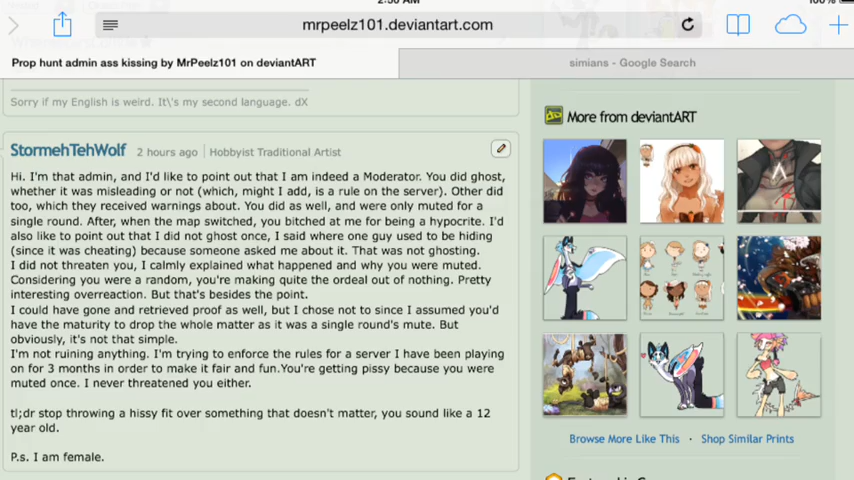 mrpeelz101.deviantart.com
Prop hunt admin ass kissing by MrPeelz101 on deviantART
simians - Google Search
Sorry if my English is weird. It\'s my second language. dX
More from deviantART
StormehTehWolf 2 hours ago | Hobbyist Traditional Artist
Hi. I'm that admin, and I'd like to point out that I am indeed a Moderator. You did ghost,
whether it was misleading or not (which, might I add, is a rule on the server). Other did
too, which they received warnings about. You did as well, and were only muted for a
single round. After, when the map switched, you bitched at me for being a hypocrite. I'd
also like to point out that I did not ghost once, I said where one guy used to be hiding
(since it was cheating) because someone asked me about it. That was not ghosting.
I did not threaten you, I calmly explained what happened and why you were muted.
Considering you were a random, you're making quite the ordeal out of nothing. Pretty
interesting overreaction. But that's besides the point.
I could have gone and retrieved proof as well, but I chose not to since I assumed you'd
have the maturity to drop the whole matter as it was a single round's mute. But
obviously, it's not that simple.
I'm not ruining anything. I'm trying to enforce the rules for a server I have been playing
on for 3 months in order to make it fair and fun.You're getting pissy because you were
muted once. I never threatened you either.
tl;dr stop throwing a hissy fit over something that doesn't matter, you sound like a 12
year old.
P.s. I am female.
Browse More Like This · Shop Similar Prints